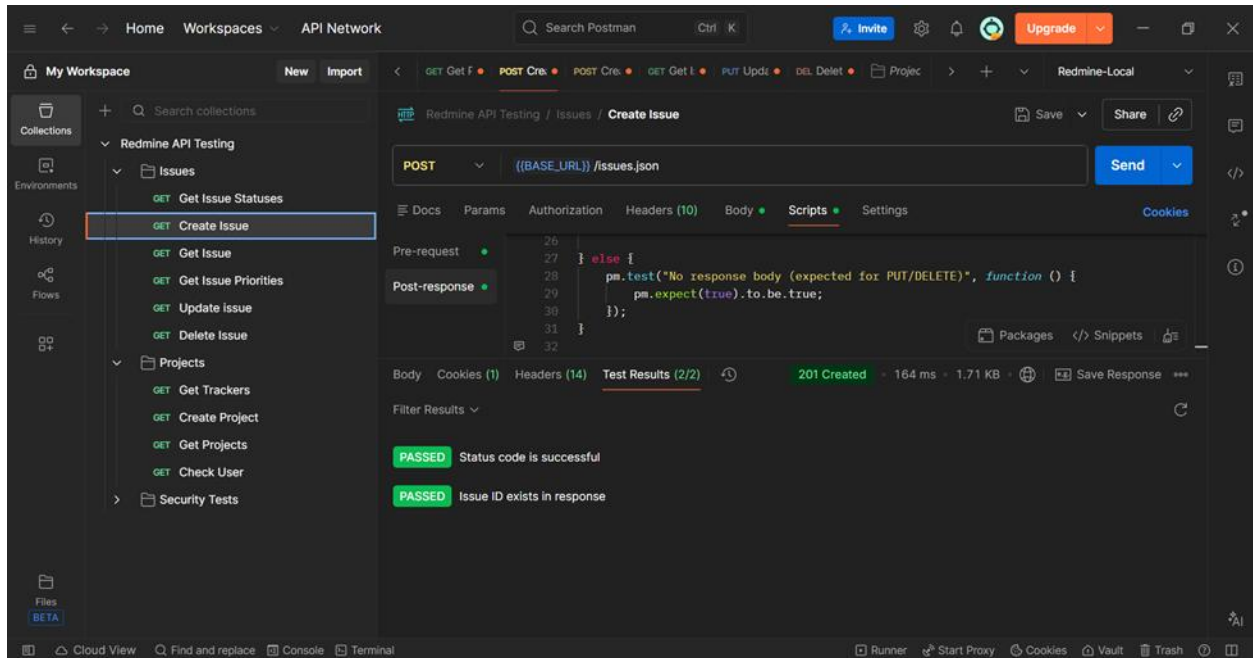 Home Workspaces API Network Search Postman Ctrl K Invite Upgrade
My Workspace New Import GET Get F POST Cre POST Cre GET Get I PUT Upda DEL Delet Projec Redmine-Local
Collections
Environments
History
Flows
Files
BETA
Search collections
Redmine API Testing
Issues
GET Get Issue Statuses
GET Create Issue
GET Get Issue
GET Get Issue Priorities
GET Update issue
GET Delete Issue
Projects
GET Get Trackers
GET Create Project
GET Get Projects
GET Check User
Security Tests
HTTP Redmine API Testing / Issues / Create Issue Save Share
POST {{BASE_URL}} /issues.json Send
Docs Params Authorization Headers (10) Body Scripts Settings Cookies
Pre-request
Post-response
26
27 } else {
28 pm.test("No response body (expected for PUT/DELETE)", function () {
29 pm.expect(true).to.be.true;
30 });
31 }
32
Packages Snippets
Body Cookies (1) Headers (14) Test Results (2/2) 201 Created 164 ms 1.71 KB Save Response
Filter Results
PASSED Status code is successful
PASSED Issue ID exists in response
AI
Cloud View Find and replace Console Terminal Runner Start Proxy Cookies Vault Trash